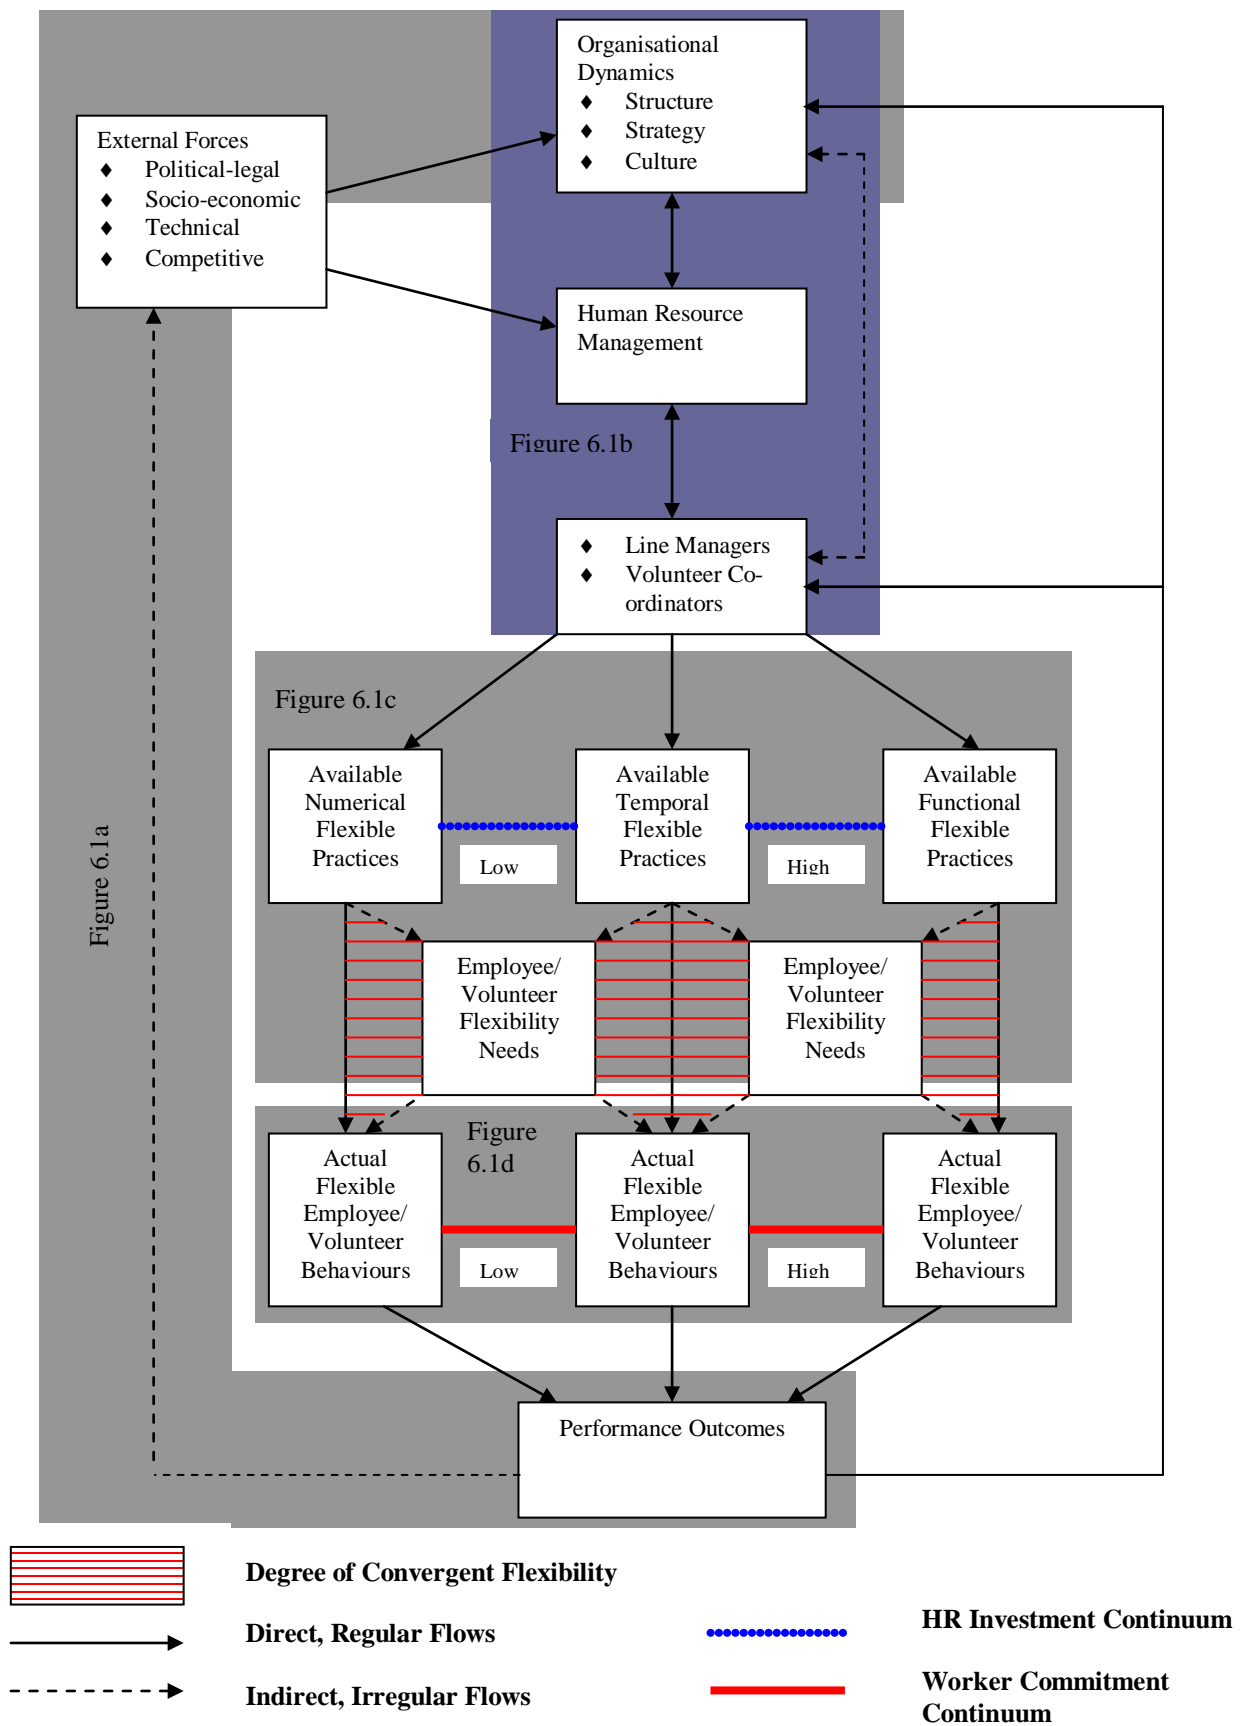 Organisational
Dynamics
♦ Structure
♦ Strategy
♦ Culture
External Forces
♦ Political-legal
♦ Socio-economic
♦ Technical
♦ Competitive
Human Resource
Management
Figure 6.1b
♦ Line Managers
♦ Volunteer Co-
ordinators
Figure 6.1c
Available
Numerical
Flexible
Practices
Available
Temporal
Flexible
Practices
Available
Functional
Flexible
Practices
Low
High
Figure 6.1a
Employee/
Volunteer
Flexibility
Needs
Employee/
Volunteer
Flexibility
Needs
Figure
6.1d
Actual
Flexible
Employee/
Volunteer
Behaviours
Actual
Flexible
Employee/
Volunteer
Behaviours
Actual
Flexible
Employee/
Volunteer
Behaviours
Low
High
Performance Outcomes
Degree of Convergent Flexibility
Direct, Regular Flows
HR Investment Continuum
Indirect, Irregular Flows
Worker Commitment
Continuum